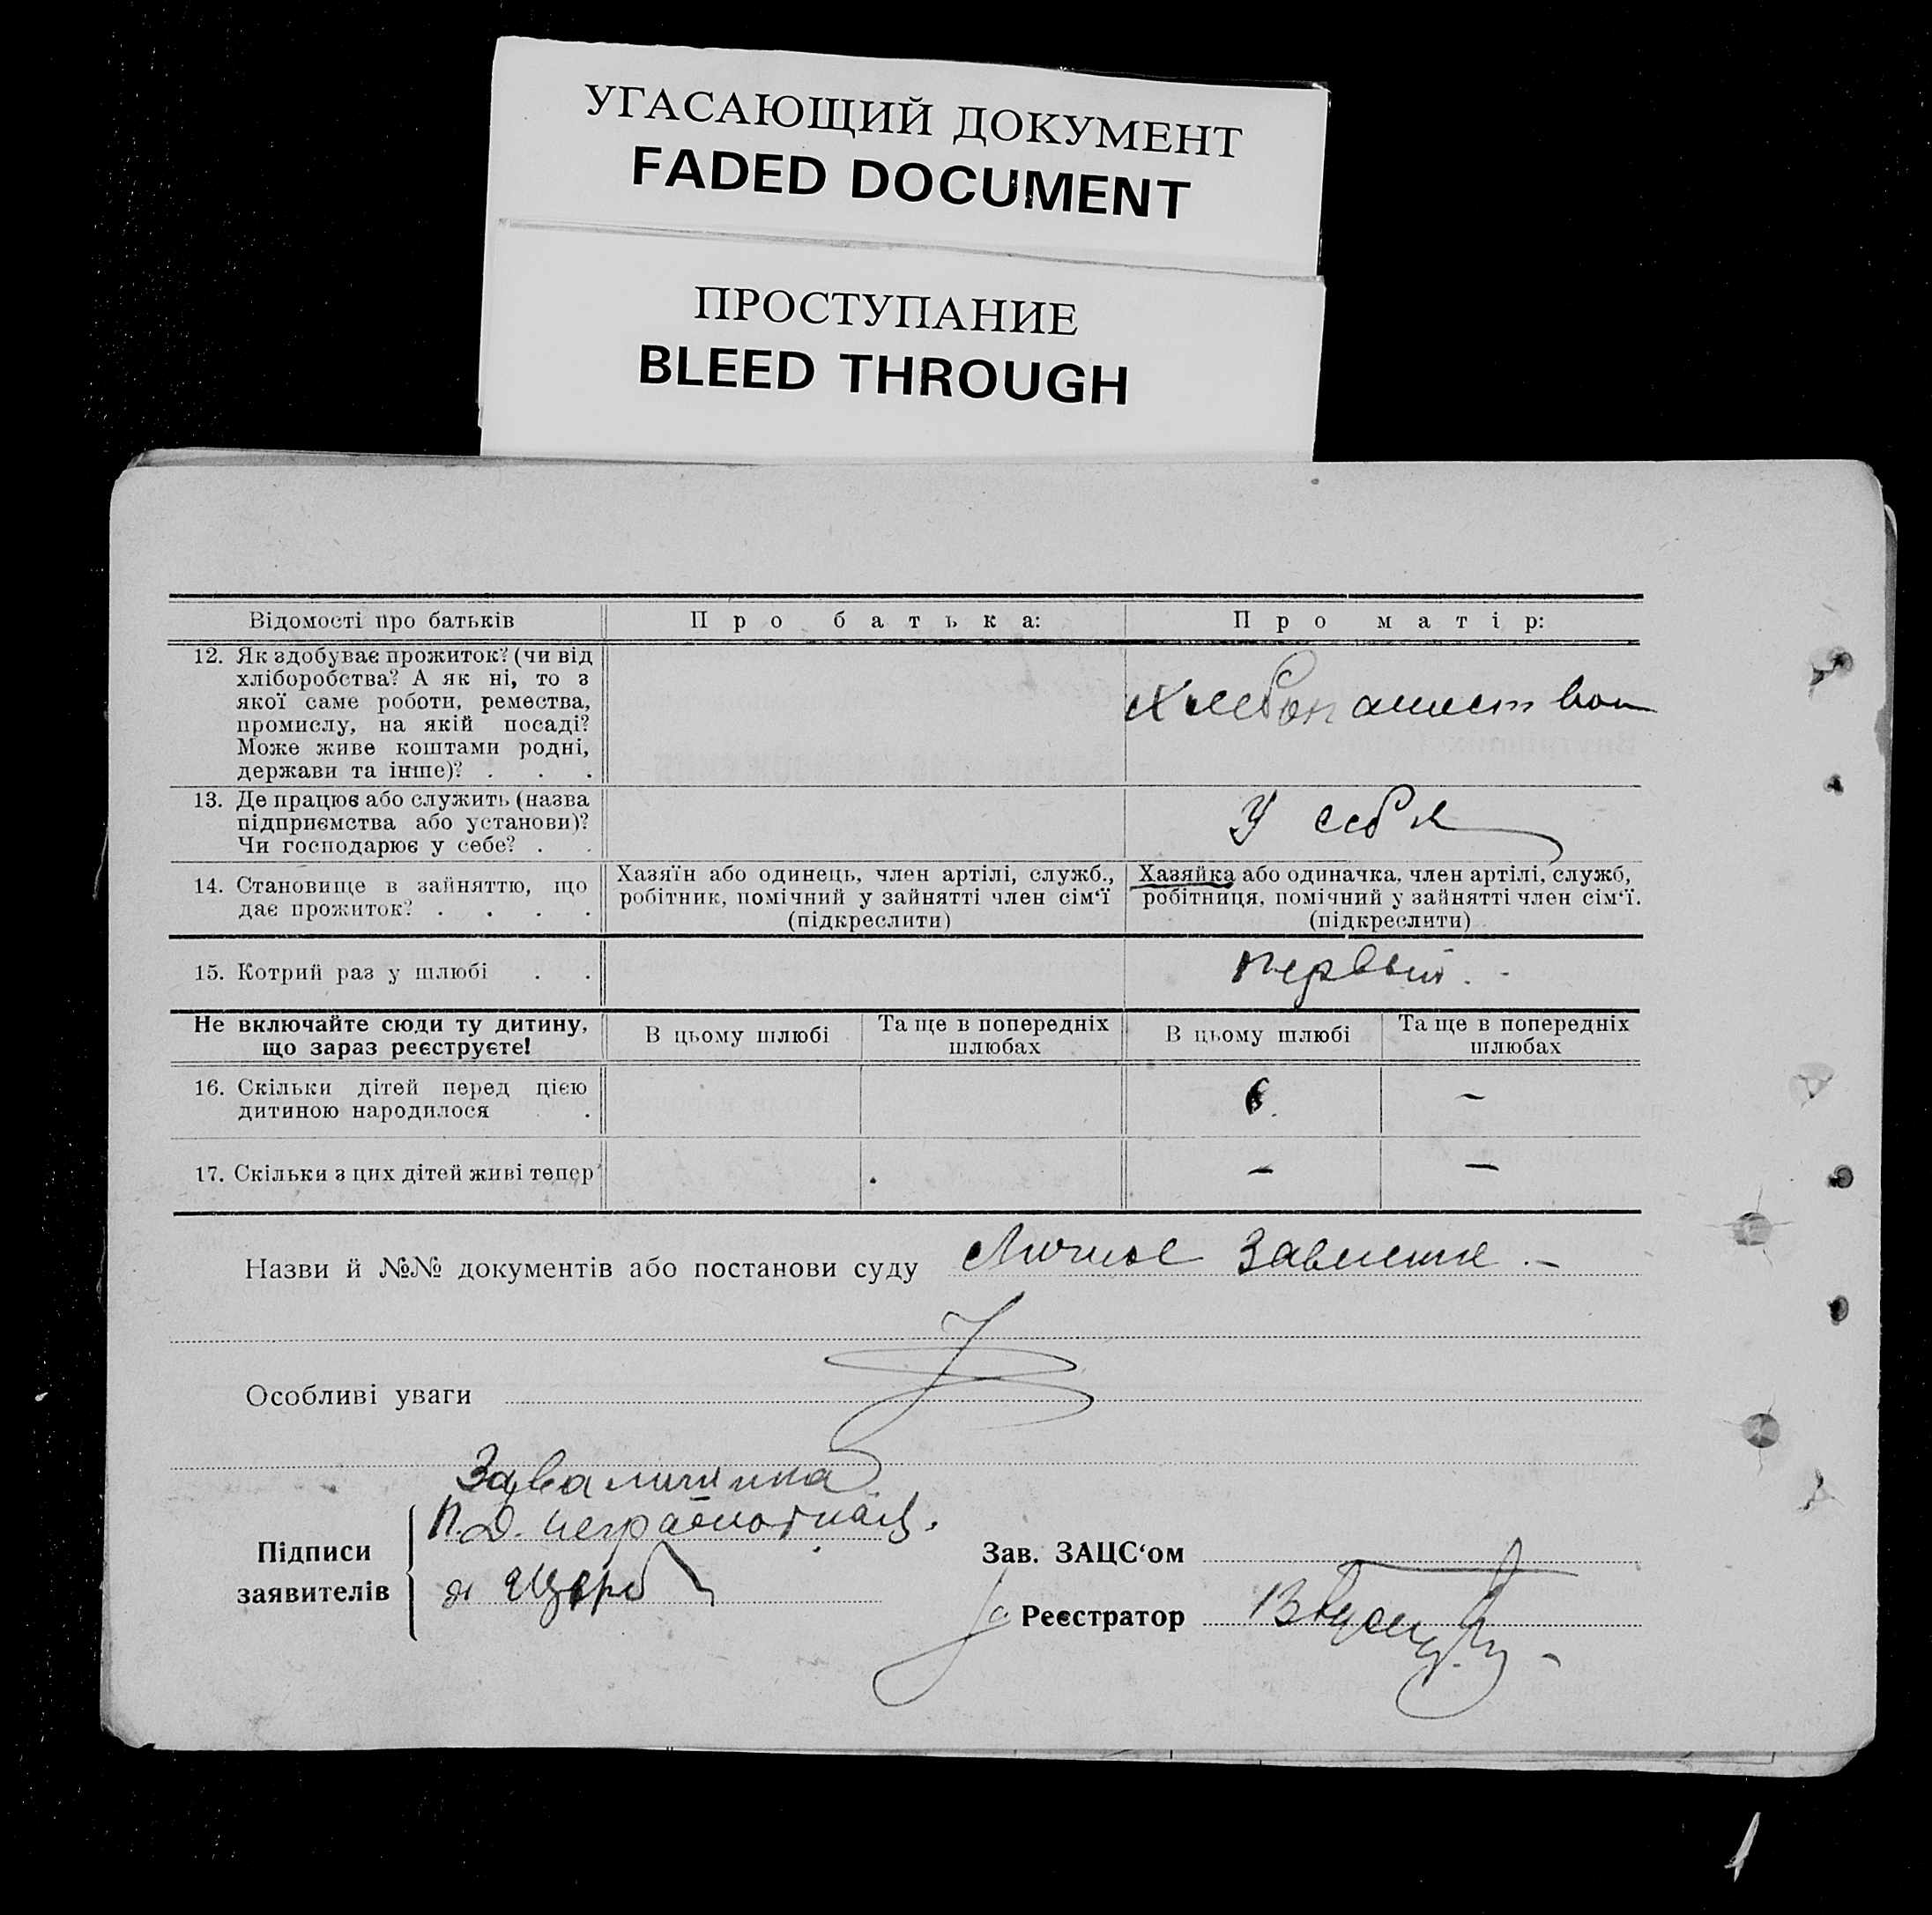 УГАСАЮЩИЙ ДОКУМЕНТ
FADED DOCUMENT
ПРОСТУПАНИЕ
BLEED THROUGH
Відомості про батьків
Про батька:
Про матір:
12. Як здобуває прожиток? (чи від
хліборобства? А як ні, то з
якої саме роботи, ремества,
промислу, на якій посаді?
Може живе коштами родні,
держави та інше)? . . .
Хлебопашеством
13. Де працює або служить (назва
підприємства або установи)?
Чи господарює у себе? . .
У себя
14. Становище в зайняттю, що
дає прожиток? . . . .
Хазяїн або одинець, член артілі, служб.,
робітник, помічний у зайнятті член сім‘ї
(підкреслити)
Хазяйка або одиначка, член артілі, служб,
робітниця, помічний у зайнятті член сім‘ї.
(підкреслити)
15. Котрий раз у шлюбі . .
первый.
Не включайте сюди ту дитину,
що зараз реєструєте!
В цьому шлюбі
Та ще в попередніх
шлюбах
В цьому шлюбі
Та ще в попередніх
шлюбах
16. Скільки дітей перед цією
дитиною народилося .
–
17. Скільки з цих дітей живі тепер
–
–
Назви й №№ документів або постанови суду
Личное
Особливі уваги
Підписи
заявителів
неграмотная
Зав. ЗАЦС‘ом
Реєстратор